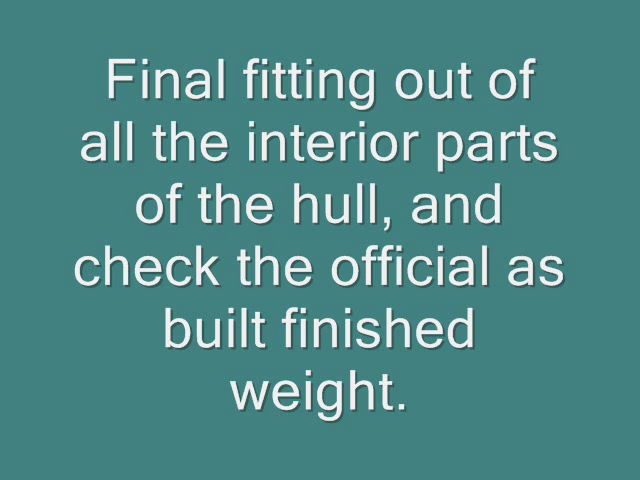 Final fitting out of
all the interior parts
of the hull, and
check the official as
built finished
weight.